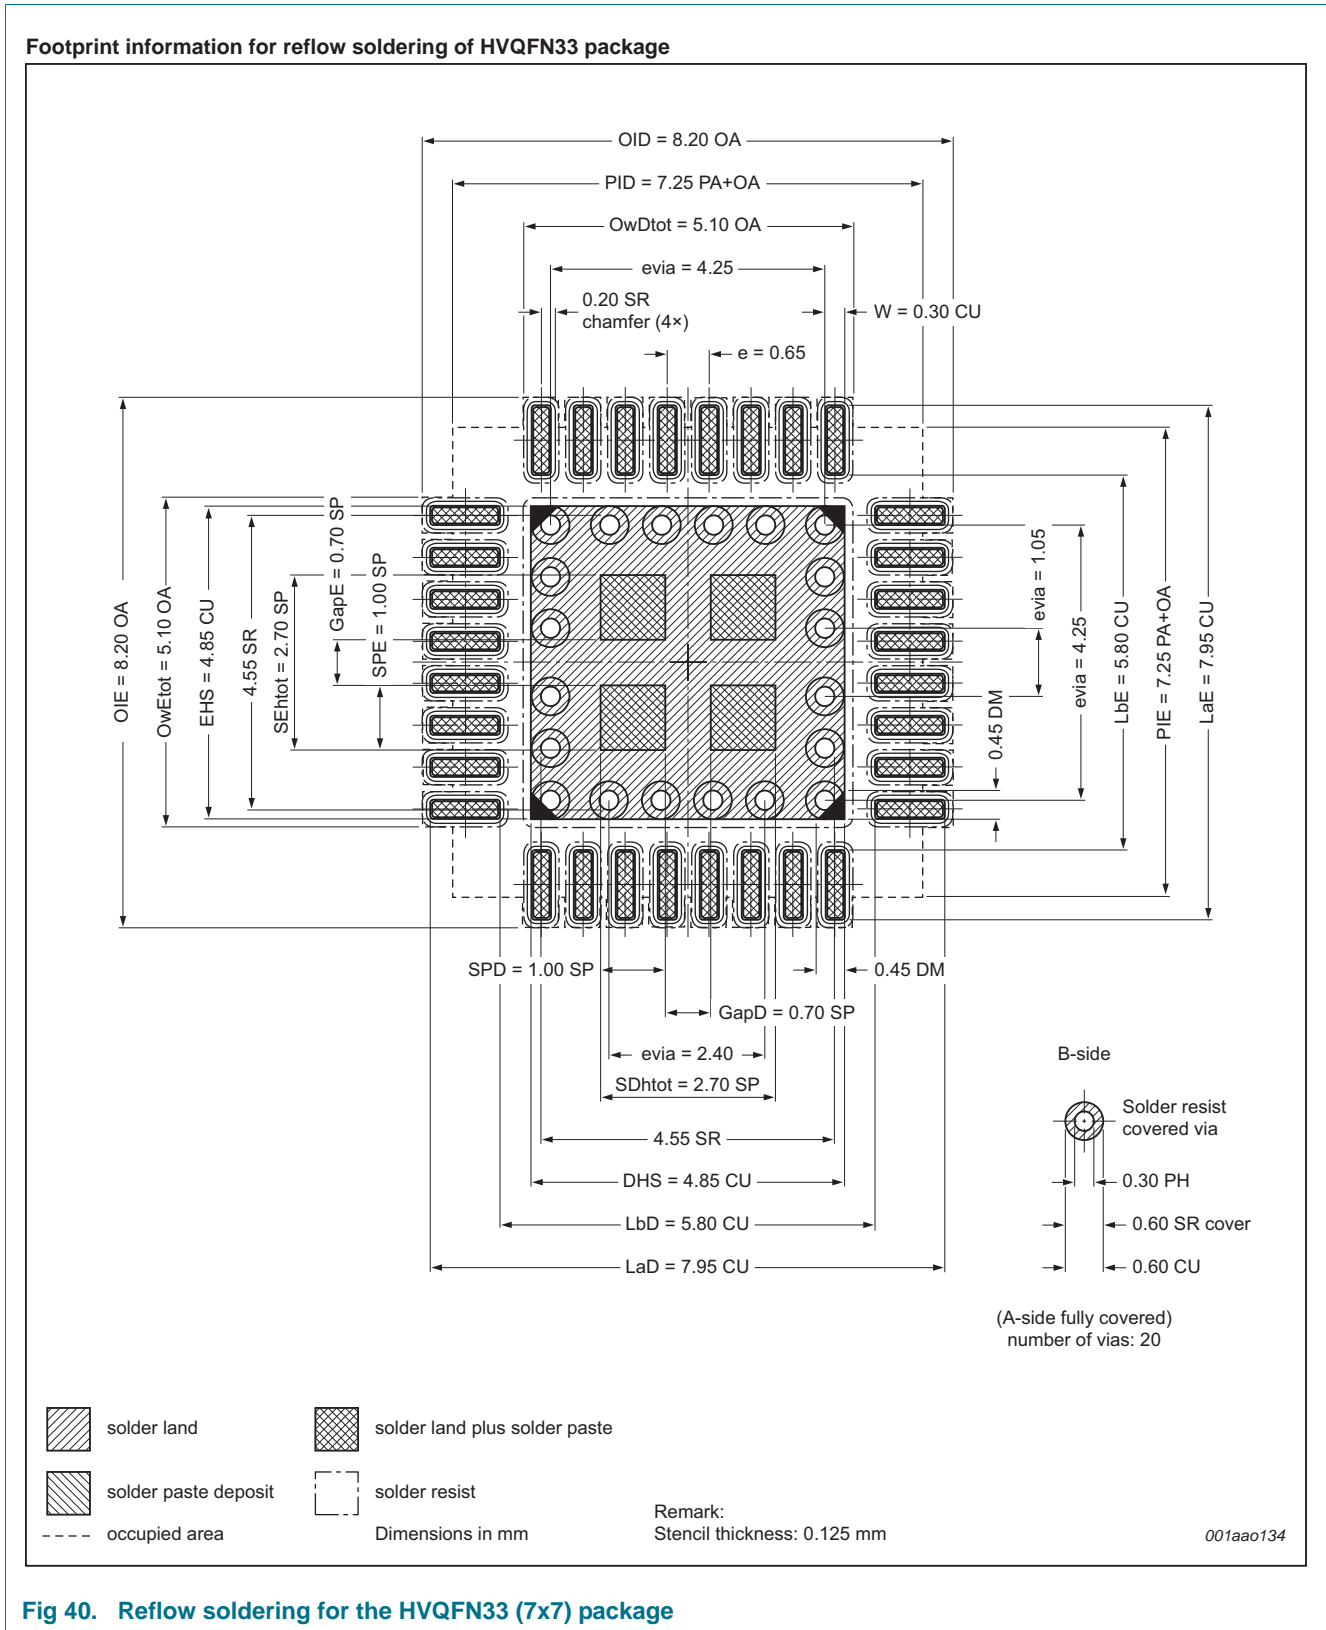 Footprint information for reflow soldering of HVQFN33 package
OID = 8.20 OA
PID = 7.25 PA+OA
OwDtot = 5.10 OA
evia = 4.25
0.20 SR
chamfer (4×)
W = 0.30 CU
e = 0.65
OIE = 8.20 OA
OwEtot = 5.10 OA
EHS = 4.85 CU
4.55 SR
SEhtot = 2.70 SP
GapE = 0.70 SP
SPE = 1.00 SP
0.45 DM
evia = 1.05
evia = 4.25
LbE = 5.80 CU
PIE = 7.25 PA+OA
LaE = 7.95 CU
SPD = 1.00 SP
0.45 DM
GapD = 0.70 SP
evia = 2.40
SDhtot = 2.70 SP
4.55 SR
DHS = 4.85 CU
LbD = 5.80 CU
LaD = 7.95 CU
B-side
Solder resist
covered via
0.30 PH
0.60 SR cover
0.60 CU
(A-side fully covered)
number of vias: 20
solder land
solder land plus solder paste
solder paste deposit
solder resist
occupied area
Dimensions in mm
Remark:
Stencil thickness: 0.125 mm
001aao134
Fig 40. Reflow soldering for the HVQFN33 (7x7) package